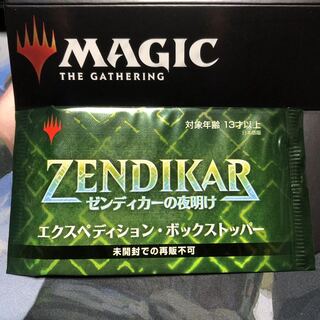 MAGIC
THE GATHERING
対象年齢 13才以上
日本語版
ZENDIKAR
ゼンディカーの夜明け
エクスペディション・ボックストッパー
未開封での再販不可